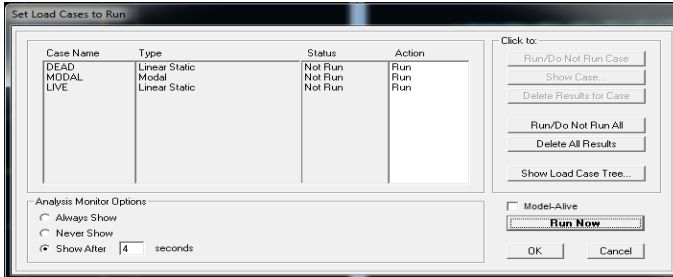 Set Load Cases to Run
Case Name Type Status Action
DEAD Linear Static Not Run Run
MODAL Modal Not Run Run
LIVE Linear Static Not Run Run
Click to:
Run/Do Not Run Case
Show Case...
Delete Results for Case
Run/Do Not Run All
Delete All Results
Show Load Case Tree...
Analysis Monitor Options
Always Show
Never Show
Show After 4 seconds
Model-Alive
Run Now
OK Cancel